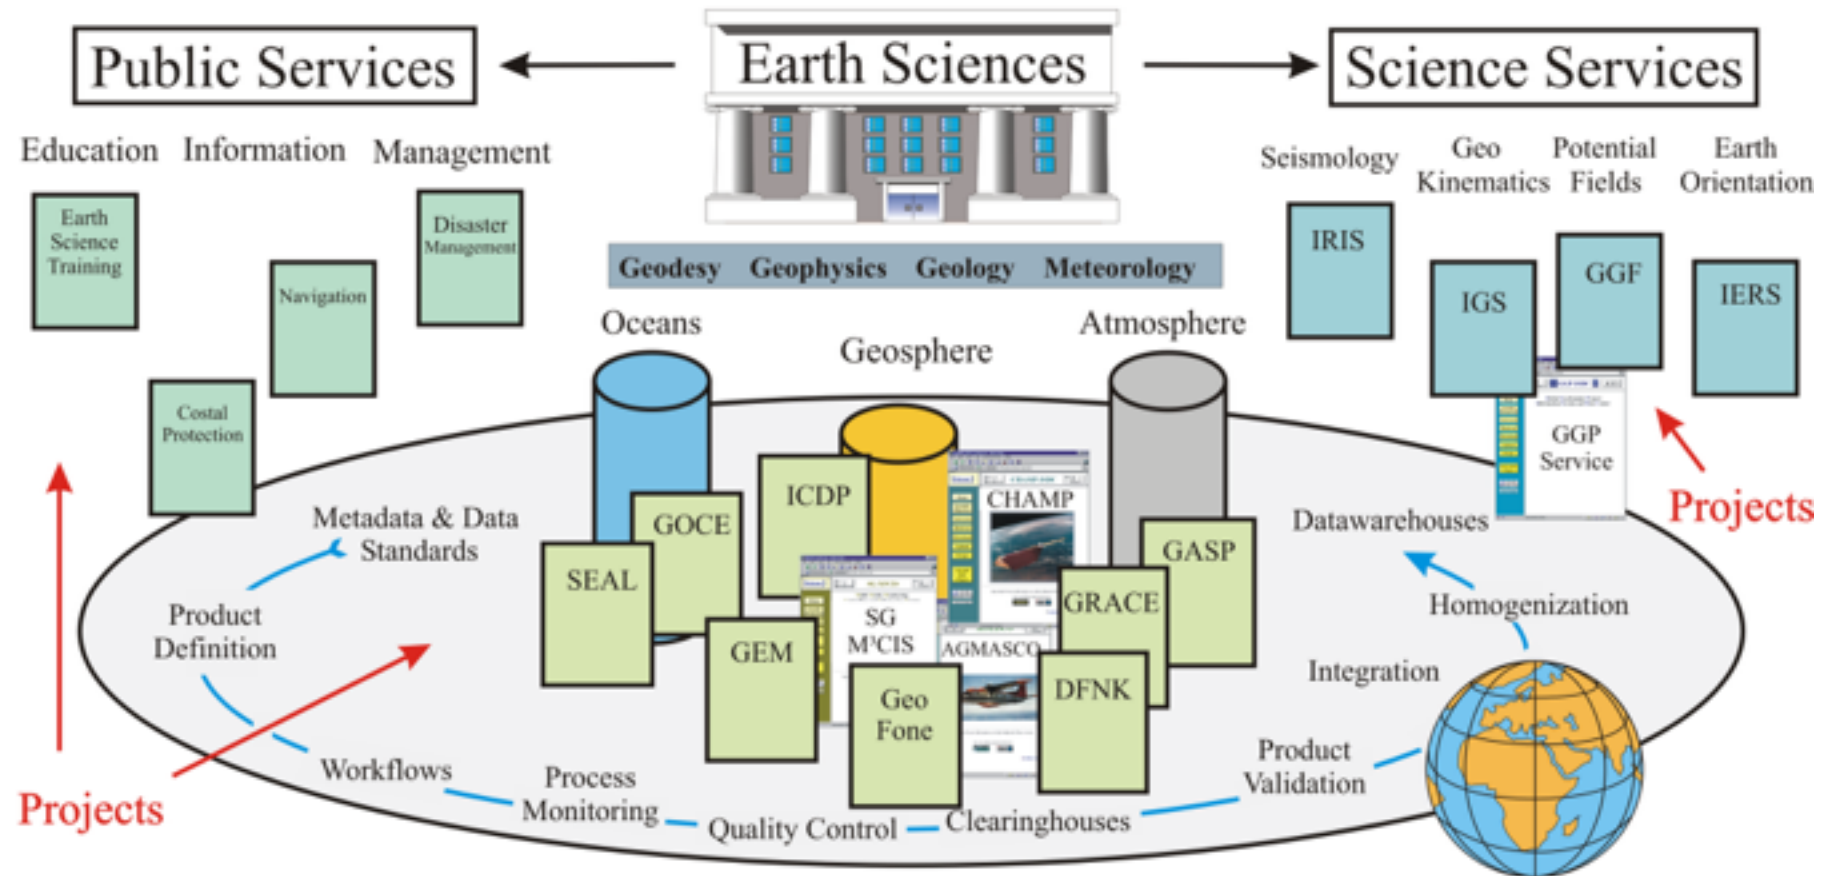 Public Services
Earth Sciences
Science Services
Education
Information
Management
Seismology
Geo
Kinematics
Potential
Fields
Earth
Orientation
Earth
Science
Training
Navigation
Disaster
Management
Costal
Protection
Geodesy Geophysics Geology Meteorology
IRIS
IGS
GGF
IERS
GGP
Service
Projects
Oceans
Geosphere
Atmosphere
Metadata & Data
Standards
SEAL
GOCE
ICDP
CHAMP
GASP
GRACE
GEM
SG
M³CIS
AGMASCO
Geo
Fone
DFNK
Datawarehouses
Homogenization
Integration
Product
Definition
Workflows
Process
Monitoring
Quality Control
Clearinghouses
Product
Validation
Projects